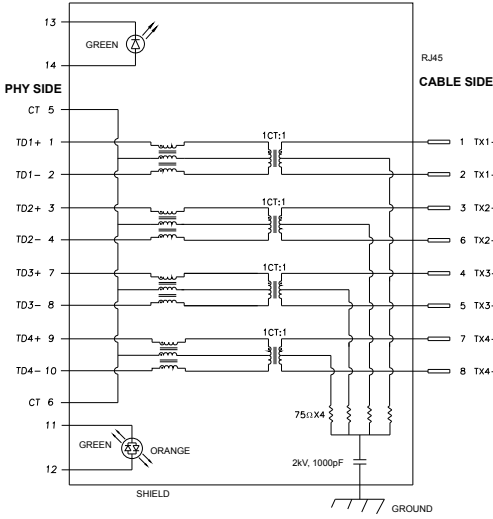 13
GREEN
14
RJ45
PHY SIDE
CABLE SIDE
CT 5
1CT:1
TD1+ 1
1 TX1-
TD1- 2
2 TX1-
1CT:1
TD2+ 3
3 TX2-
TD2- 4
6 TX2-
1CT:1
TD3+ 7
4 TX3-
TD3- 8
5 TX3-
1CT:1
TD4+ 9
7 TX4-
TD4- 10
8 TX4-
CT 6
75ΩX4
11
GREEN
ORANGE
12
2kV, 1000pF
SHIELD
GROUND